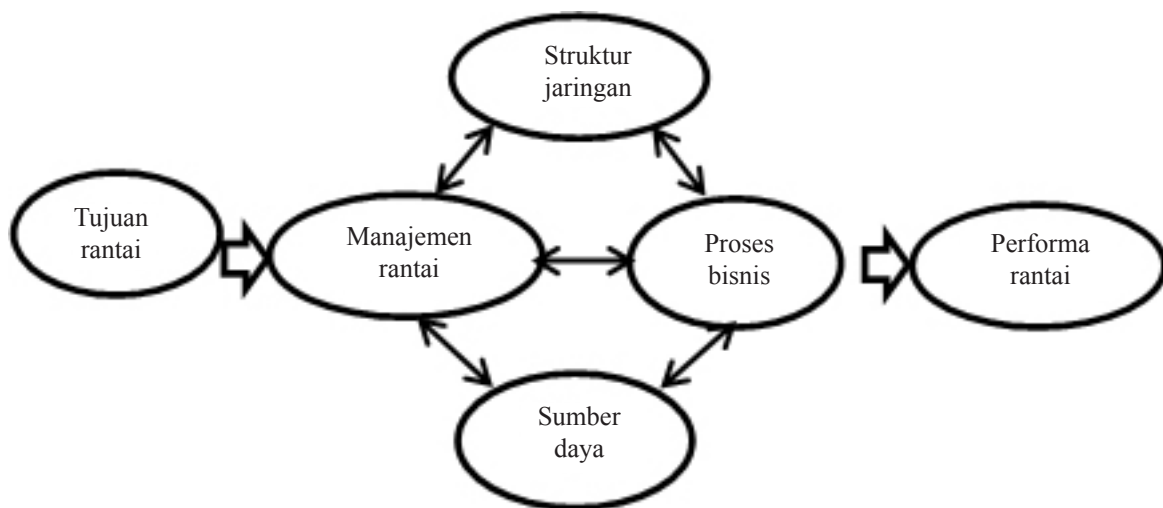 Struktur
jaringan
Tujuan
rantai
Manajemen
rantai
Proses
bisnis
Performa
rantai
Sumber
daya